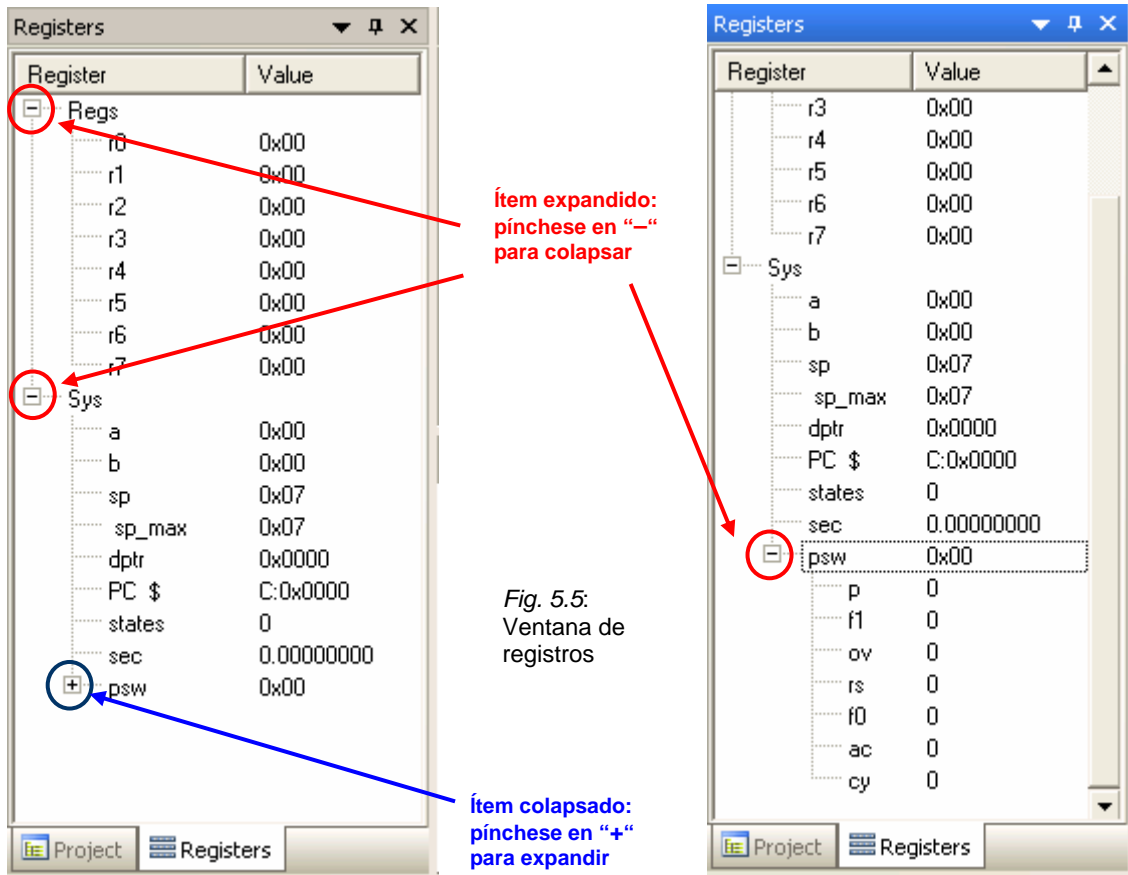 Registers
Register Value
Regs
r0 0x00
r1 0x00
r2 0x00
r3 0x00
r4 0x00
r5 0x00
r6 0x00
r7 0x00
Sys
a 0x00
b 0x00
sp 0x07
sp_max 0x07
dptr 0x0000
PC $ C:0x0000
states 0
sec 0.00000000
psw 0x00
Project Registers
Ítem expandido:
pínchese en “–“
para colapsar
Fig. 5.5:
Ventana de
registros
Ítem colapsado:
pínchese en “+“
para expandir
Registers
Register Value
r3 0x00
r4 0x00
r5 0x00
r6 0x00
r7 0x00
Sys
a 0x00
b 0x00
sp 0x07
sp_max 0x07
dptr 0x0000
PC $ C:0x0000
states 0
sec 0.00000000
psw 0x00
p 0
f1 0
ov 0
rs 0
f0 0
ac 0
cy 0
Project Registers